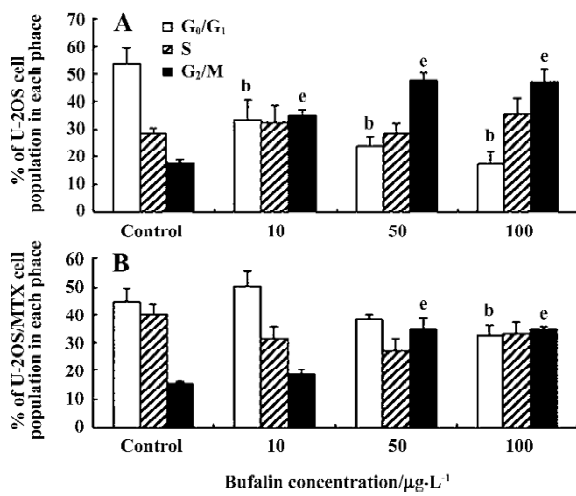 70
60
50
40
30
20
10
0
% of U-2OS cell
population in each phace
A
G₀/G₁
S
G₂/M
b e
b e
b e
Control 10 50 100
60
50
40
30
20
10
0
% of U-2OS/MTX cell
population in each phace
B
e
b e
Control 10 50 100
Bufalin concentration/μg·L⁻¹